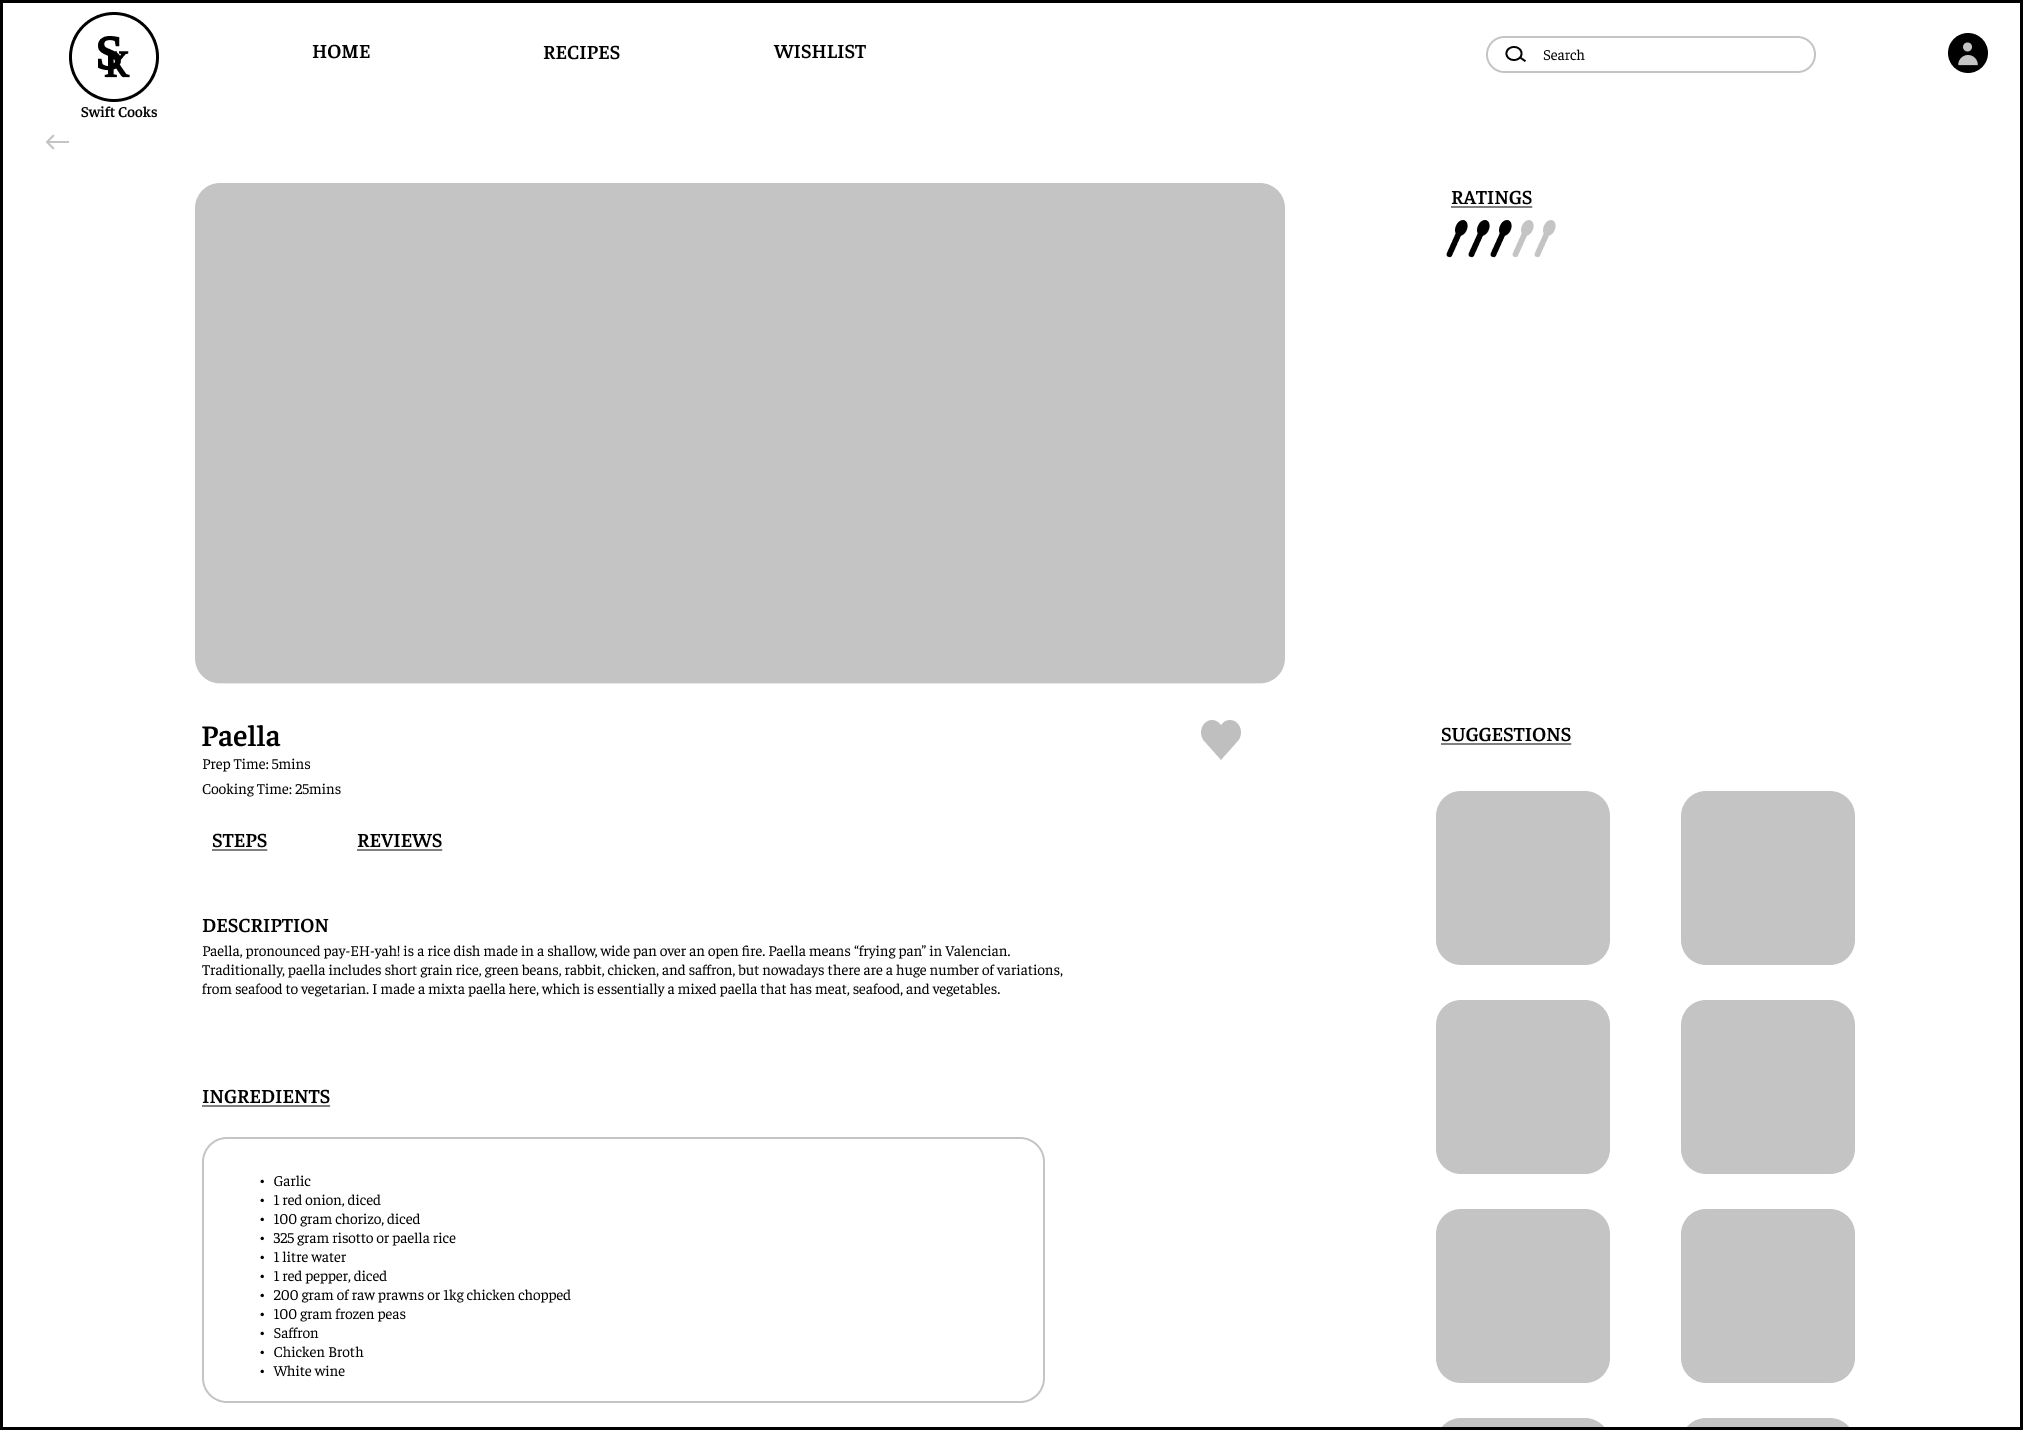 SK
Swift Cooks
HOME
RECIPES
WISHLIST
Search
RATINGS
Paella
Prep Time: 5mins
Cooking Time: 25mins
STEPS
REVIEWS
DESCRIPTION
Paella, pronounced pay-EH-yah! is a rice dish made in a shallow, wide pan over an open fire. Paella means “frying pan” in Valencian.
Traditionally, paella includes short grain rice, green beans, rabbit, chicken, and saffron, but nowadays there are a huge number of variations,
from seafood to vegetarian. I made a mixta paella here, which is essentially a mixed paella that has meat, seafood, and vegetables.
INGREDIENTS
• Garlic
• 1 red onion, diced
• 100 gram chorizo, diced
• 325 gram risotto or paella rice
• 1 litre water
• 1 red pepper, diced
• 200 gram of raw prawns or 1kg chicken chopped
• 100 gram frozen peas
• Saffron
• Chicken Broth
• White wine
SUGGESTIONS